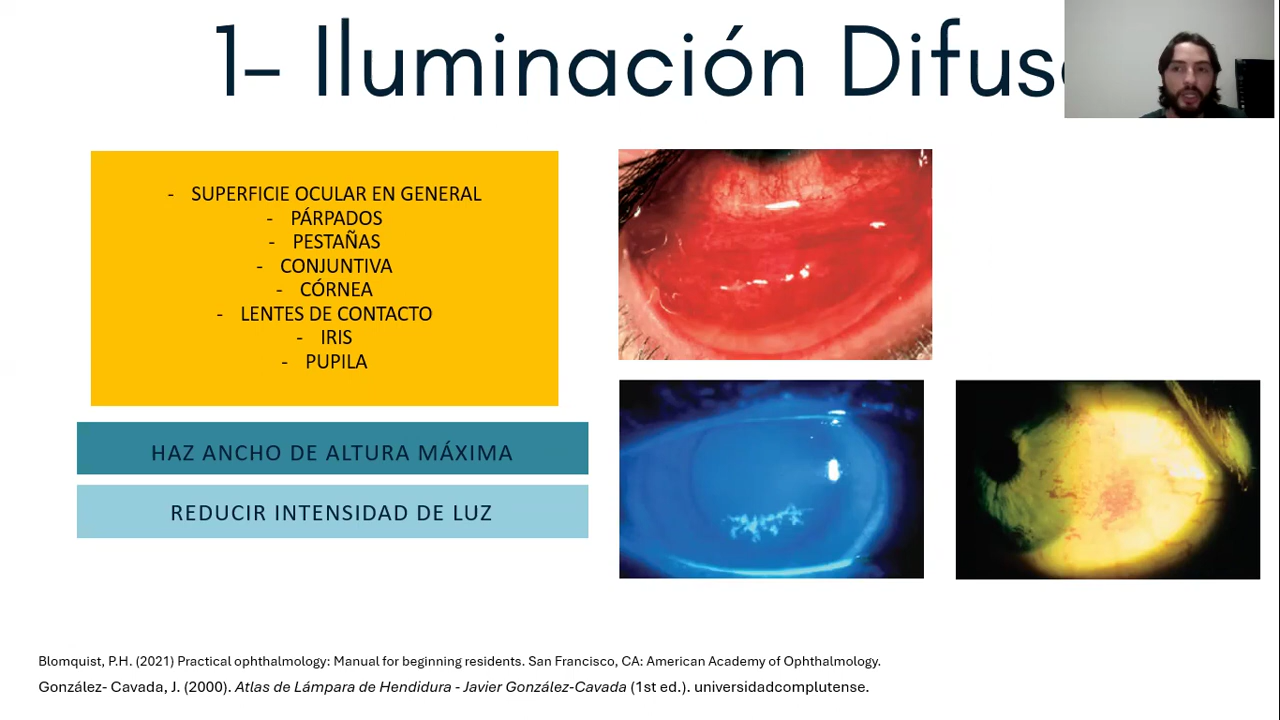 1- Iluminación Difus
- SUPERFICIE OCULAR EN GENERAL
- PÁRPADOS
- PESTAÑAS
- CONJUNTIVA
- CÓRNEA
- LENTES DE CONTACTO
- IRIS
- PUPILA
HAZ ANCHO DE ALTURA MÁXIMA
REDUCIR INTENSIDAD DE LUZ
Blomquist, P.H. (2021) Practical ophthalmology: Manual for beginning residents. San Francisco, CA: American Academy of Ophthalmology.
González- Cavada, J. (2000). Atlas de Lámpara de Hendidura - Javier González-Cavada (1st ed.). universidadcomplutense.